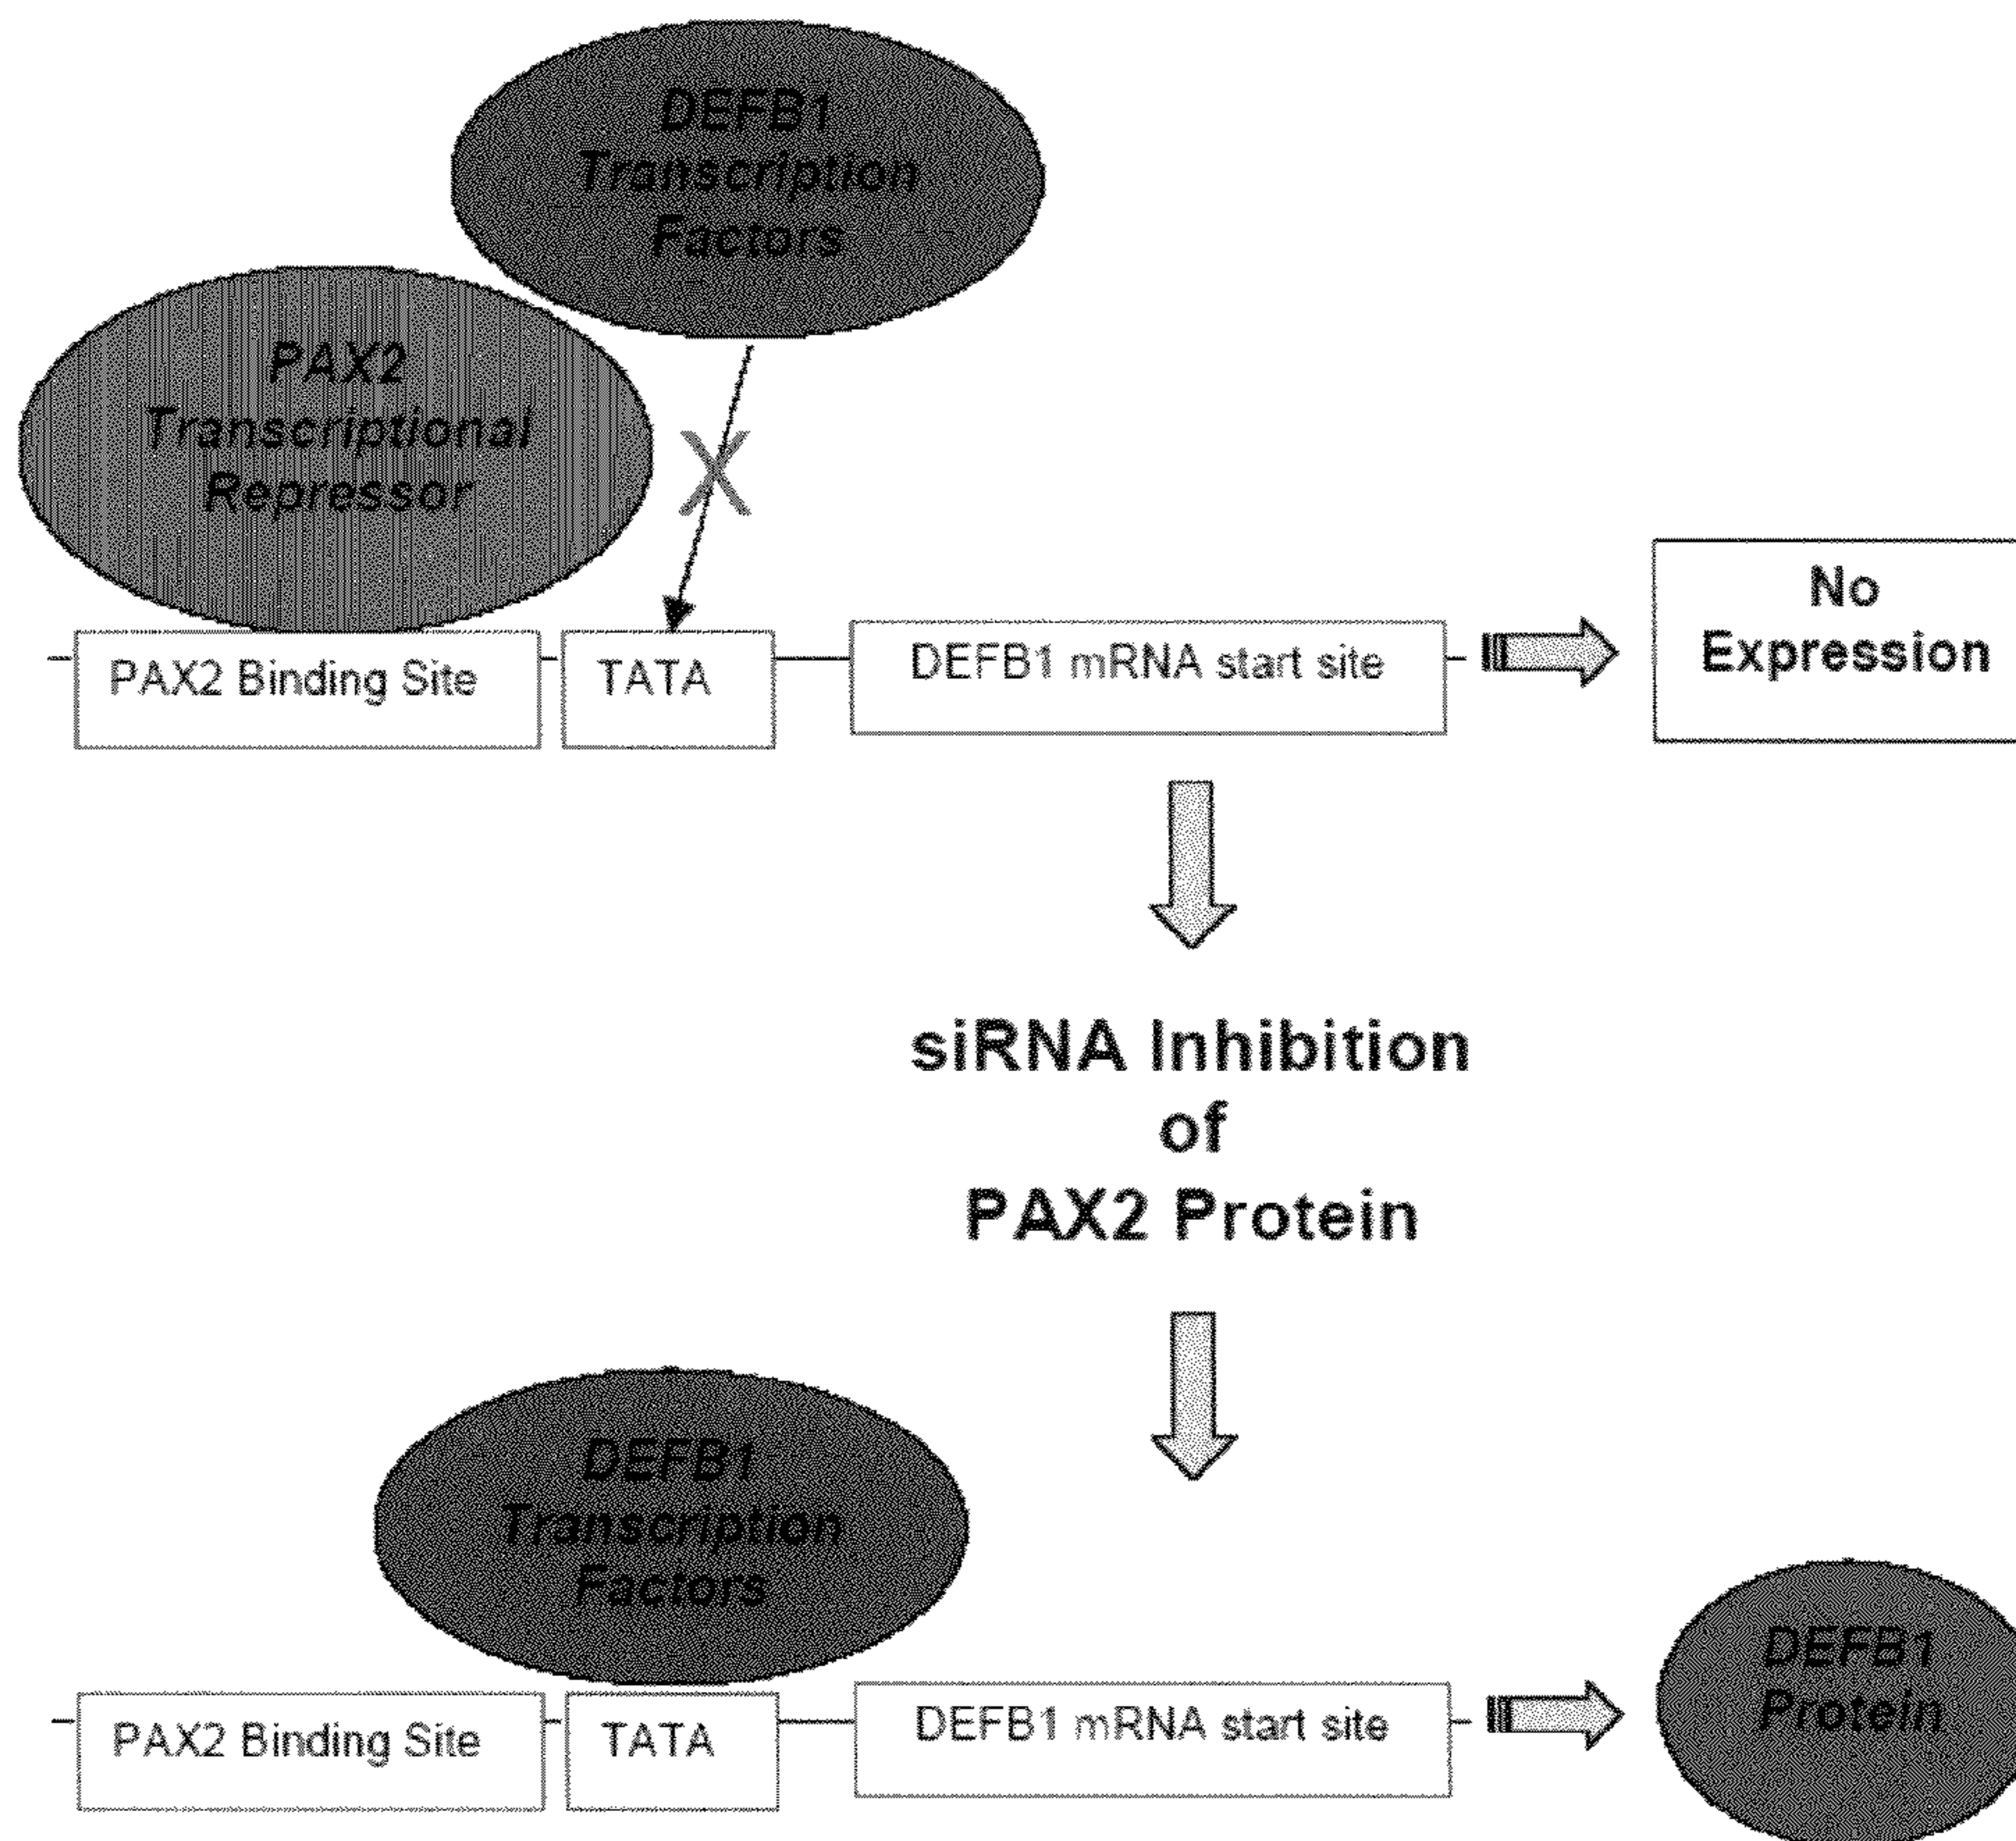 DEFB1
Transcription
Factors
PAX2
Transcriptional
Repressor
X
PAX2 Binding Site
TATA
DEFB1 mRNA start site
No
Expression
siRNA Inhibition
of
PAX2 Protein
DEFB1
Transcription
Factors
PAX2 Binding Site
TATA
DEFB1 mRNA start site
DEFB1
Protein